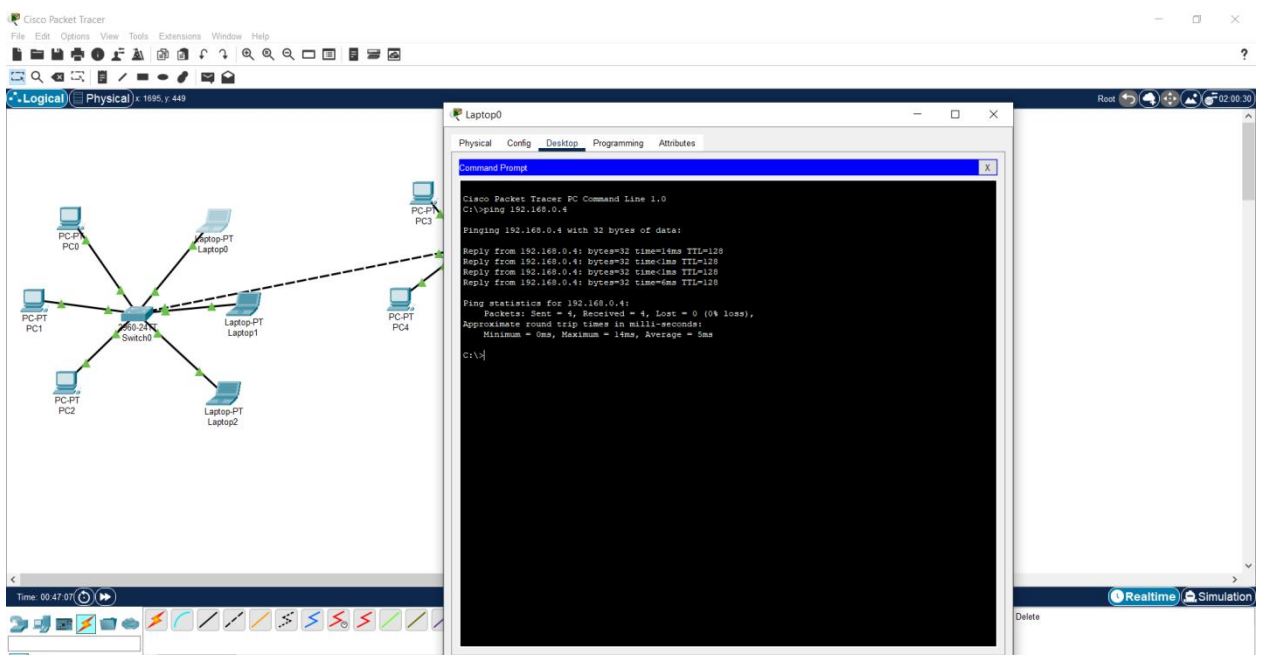 Cisco Packet Tracer
File Edit Options View Tools Extensions Window Help
?
Logical Physical x: 1695, y: 449
Root 02:00:30
Laptop0
Physical Config Desktop Programming Attributes
Command Prompt
X
Cisco Packet Tracer PC Command Line 1.0
C:\>ping 192.168.0.4
Pinging 192.168.0.4 with 32 bytes of data:
Reply from 192.168.0.4: bytes=32 time=14ms TTL=128
Reply from 192.168.0.4: bytes=32 time<1ms TTL=128
Reply from 192.168.0.4: bytes=32 time<1ms TTL=128
Reply from 192.168.0.4: bytes=32 time=6ms TTL=128
Ping statistics for 192.168.0.4:
Packets: Sent = 4, Received = 4, Lost = 0 (0% loss),
Approximate round trip times in milli-seconds:
Minimum = 0ms, Maximum = 14ms, Average = 5ms
C:\>
PC-PT
PC0
Laptop-PT
Laptop0
PC-PT
PC3
PC-PT
PC1
2960-24TT
Switch0
Laptop-PT
Laptop1
PC-PT
PC4
PC-PT
PC2
Laptop-PT
Laptop2
Time: 00:47:07
Realtime Simulation
Delete